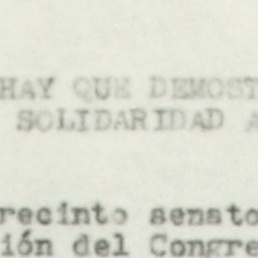 HAY QUE DEMOST
SOLIDARIDAD A
recinto senato
ión del Congre